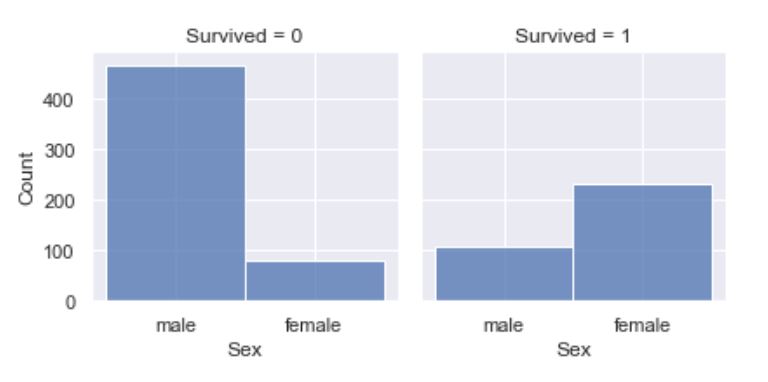 Survived = 0
Survived = 1
Count
400
300
200
100
0
male female
male female
Sex
Sex